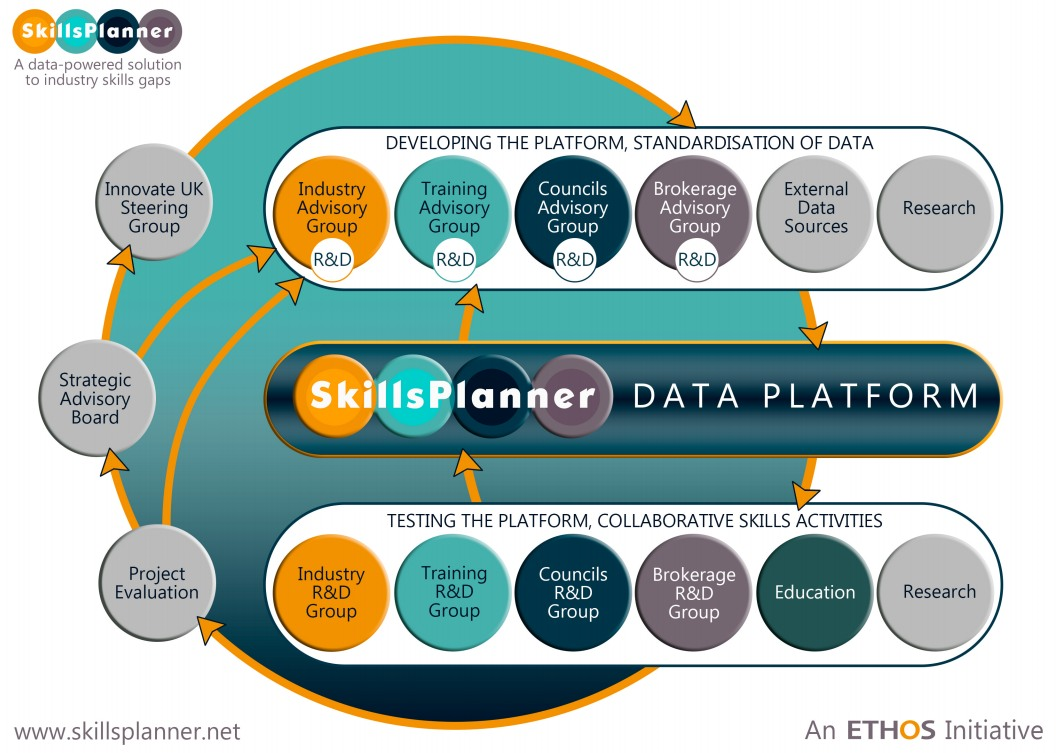 SkillsPlanner
A data-powered solution
to industry skills gaps
DEVELOPING THE PLATFORM, STANDARDISATION OF DATA
Innovate UK
Steering
Group
Industry
Advisory
Group
R&D
Training
Advisory
Group
R&D
Councils
Advisory
Group
R&D
Brokerage
Advisory
Group
R&D
External
Data
Sources
Research
Strategic
Advisory
Board
SkillsPlanner DATA PLATFORM
TESTING THE PLATFORM, COLLABORATIVE SKILLS ACTIVITIES
Project
Evaluation
Industry
R&D
Group
Training
R&D
Group
Councils
R&D
Group
Brokerage
R&D
Group
Education
Research
www.skillsplanner.net
An ETHOS Initiative